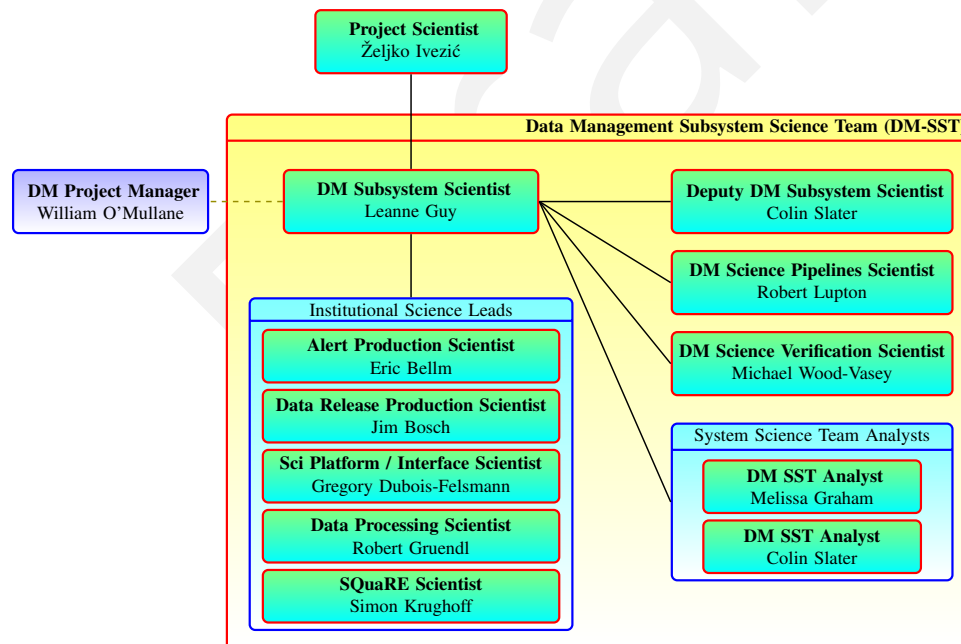 Project Scientist
Željko Ivezić
Data Management Subsystem Science Team (DM-SST)
DM Project Manager
William O'Mullane
DM Subsystem Scientist
Leanne Guy
Deputy DM Subsystem Scientist
Colin Slater
DM Science Pipelines Scientist
Robert Lupton
DM Science Verification Scientist
Michael Wood-Vasey
Institutional Science Leads
Alert Production Scientist
Eric Bellm
Data Release Production Scientist
Jim Bosch
Sci Platform / Interface Scientist
Gregory Dubois-Felsmann
Data Processing Scientist
Robert Gruendl
SQuaRE Scientist
Simon Krughoff
System Science Team Analysts
DM SST Analyst
Melissa Graham
DM SST Analyst
Colin Slater